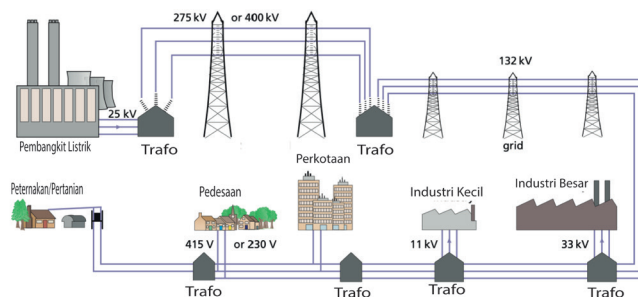 275 kV or 400 kV
132 kV
25 kV
Pembangkit Listrik
Trafo
Trafo
grid
Peternakan/Pertanian
Pedesaan
Perkotaan
Industri Kecil
Industri Besar
415 V or 230 V
11 kV
33 kV
Trafo
Trafo
Trafo
Trafo